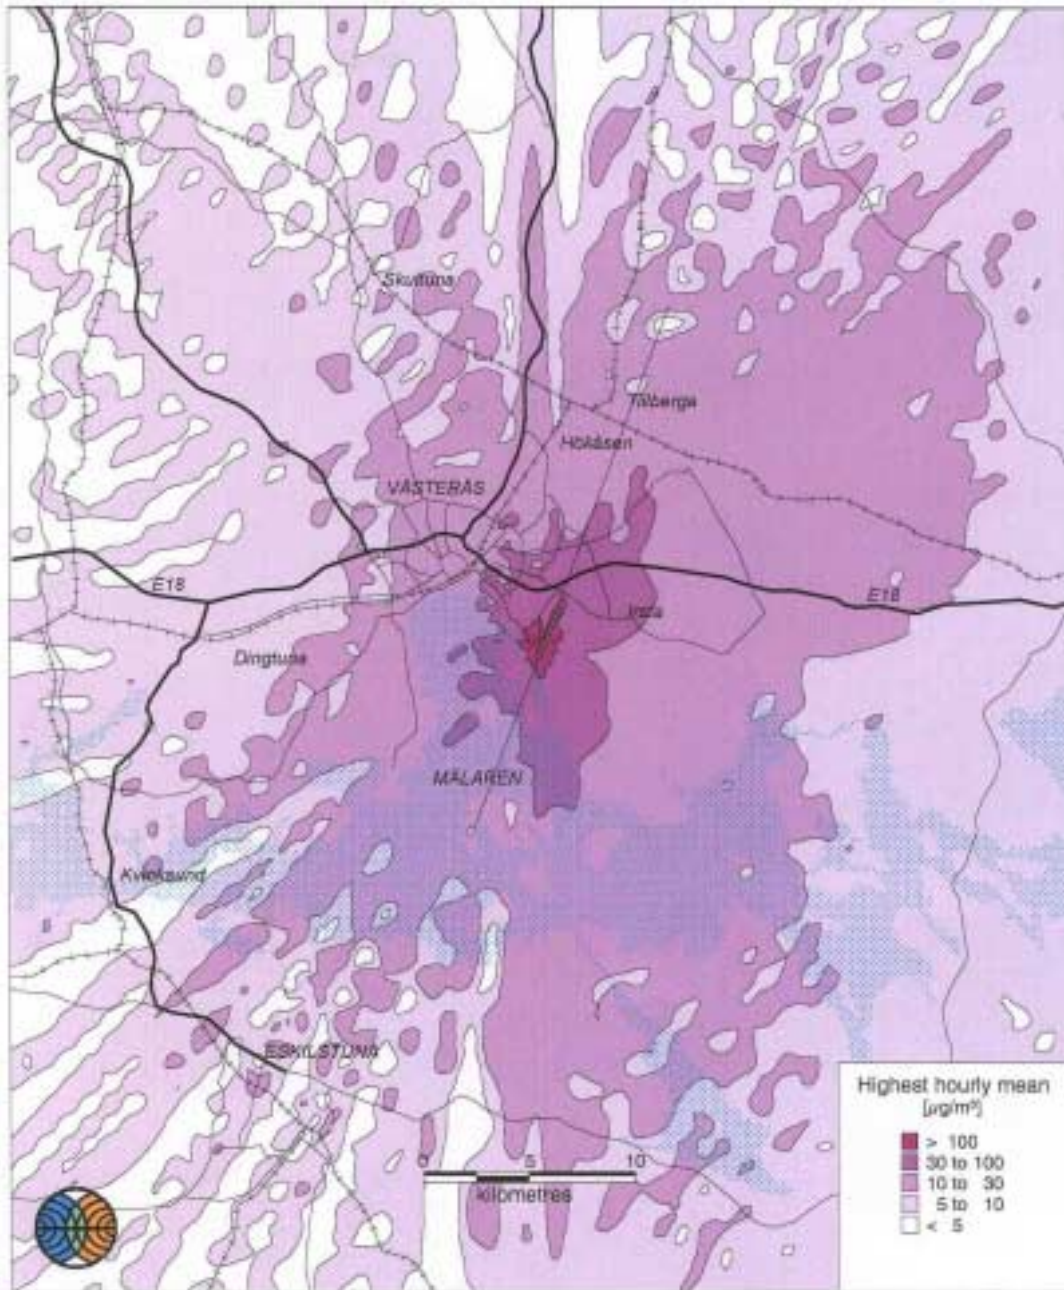 Skultuna
Tillberga
Hökåsen
VÄSTERÅS
E18
Irsta
E18
Dingtuna
MÄLAREN
Kvicksund
ESKILSTUNA
Highest hourly mean
[µg/m³]
> 100
30 to 100
10 to 30
5 to 10
< 5
0 5 10
kilometres